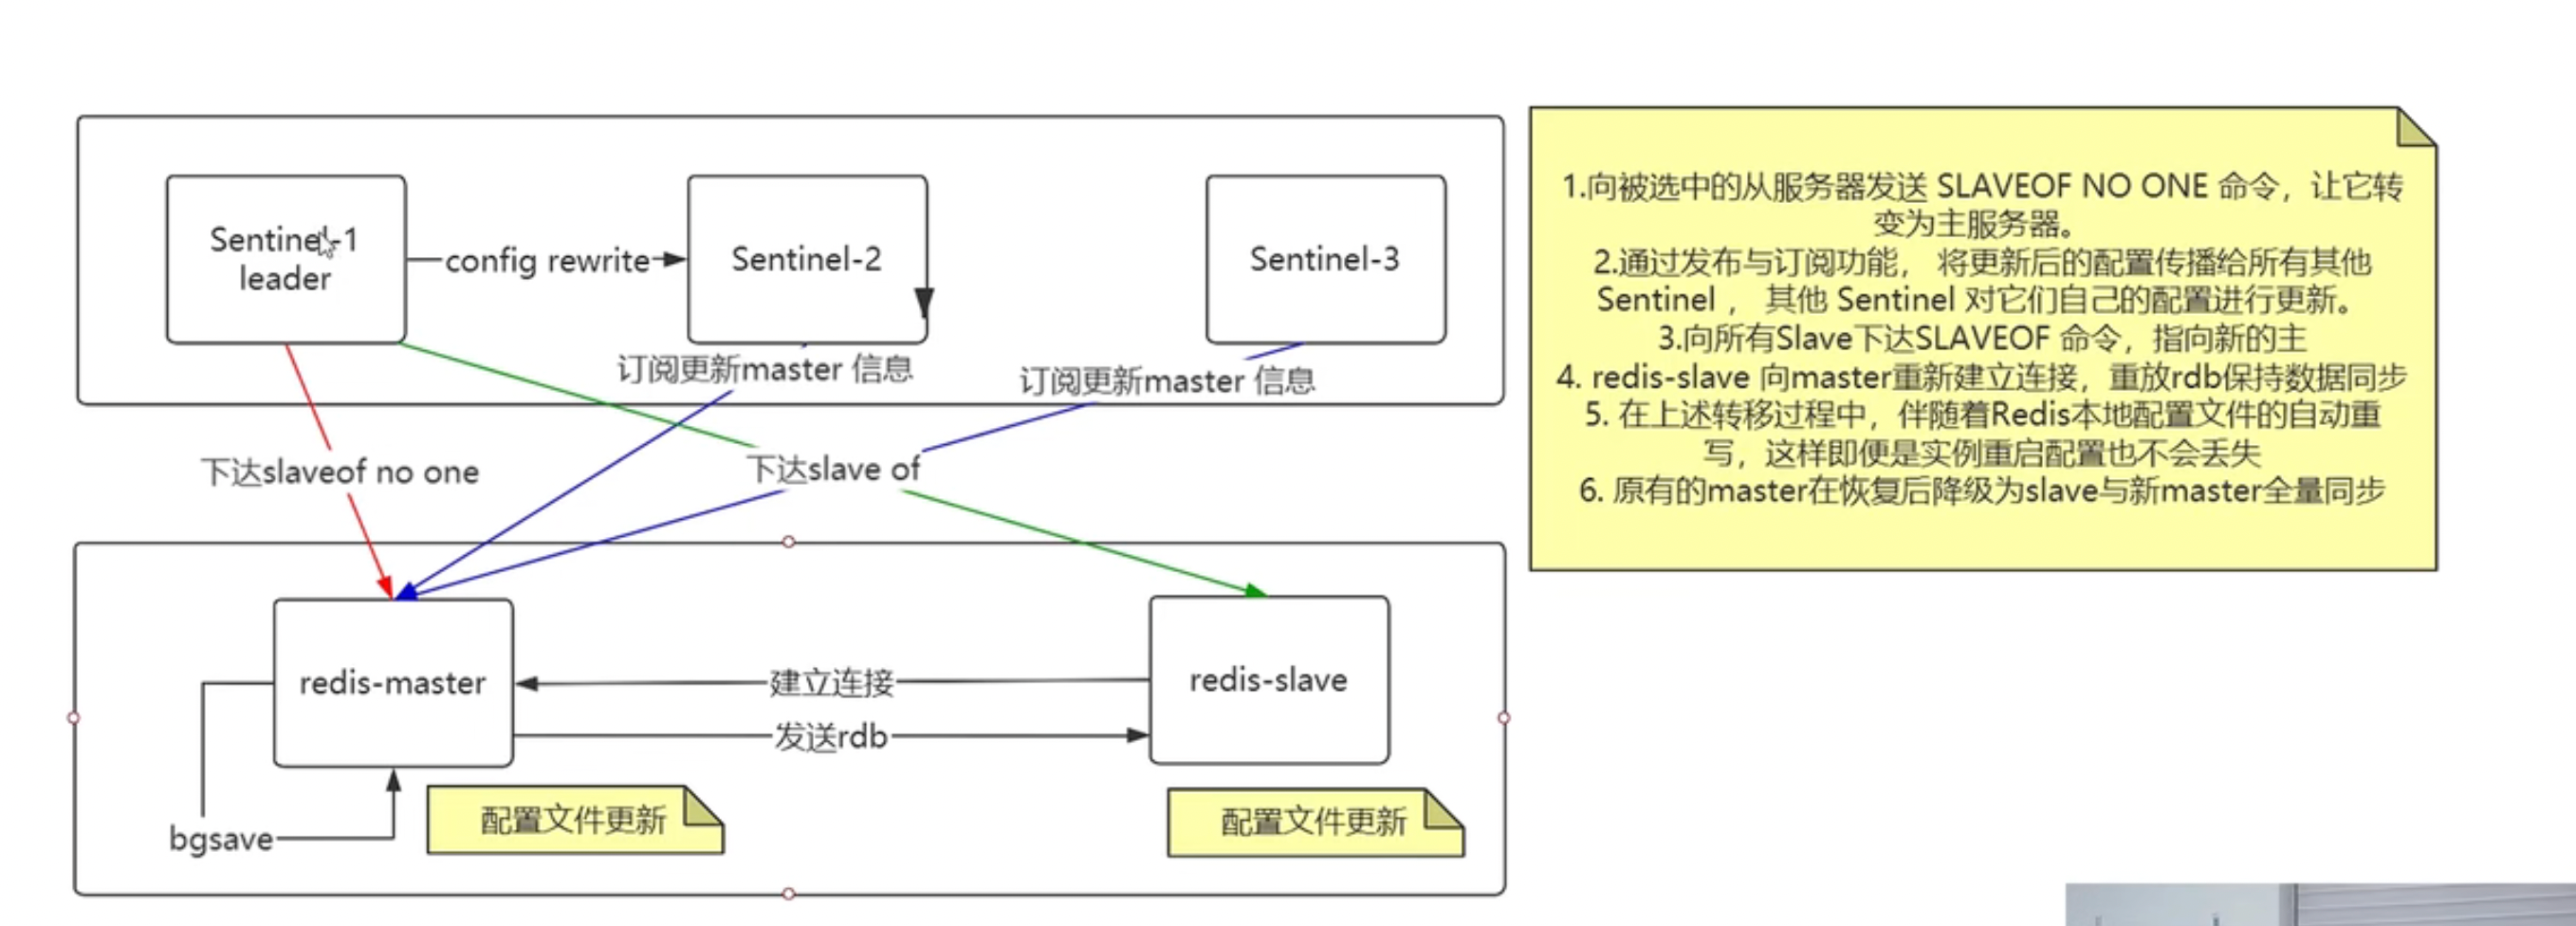 Sentinel-1
leader
config rewrite
Sentinel-2
Sentinel-3
订阅更新master 信息
订阅更新master 信息
下达slaveof no one
下达slave of
redis-master
建立连接
发送rdb
redis-slave
bgsave
配置文件更新
配置文件更新
1.向被选中的从服务器发送 SLAVEOF NO ONE 命令，让它转
变为主服务器。
2.通过发布与订阅功能， 将更新后的配置传播给所有其他
Sentinel ， 其他 Sentinel 对它们自己的配置进行更新。
3.向所有Slave下达SLAVEOF 命令，指向新的主
4. redis-slave 向master重新建立连接，重放rdb保持数据同步
5. 在上述转移过程中，伴随着Redis本地配置文件的自动重
写，这样即便是实例重启配置也不会丢失
6. 原有的master在恢复后降级为slave与新master全量同步